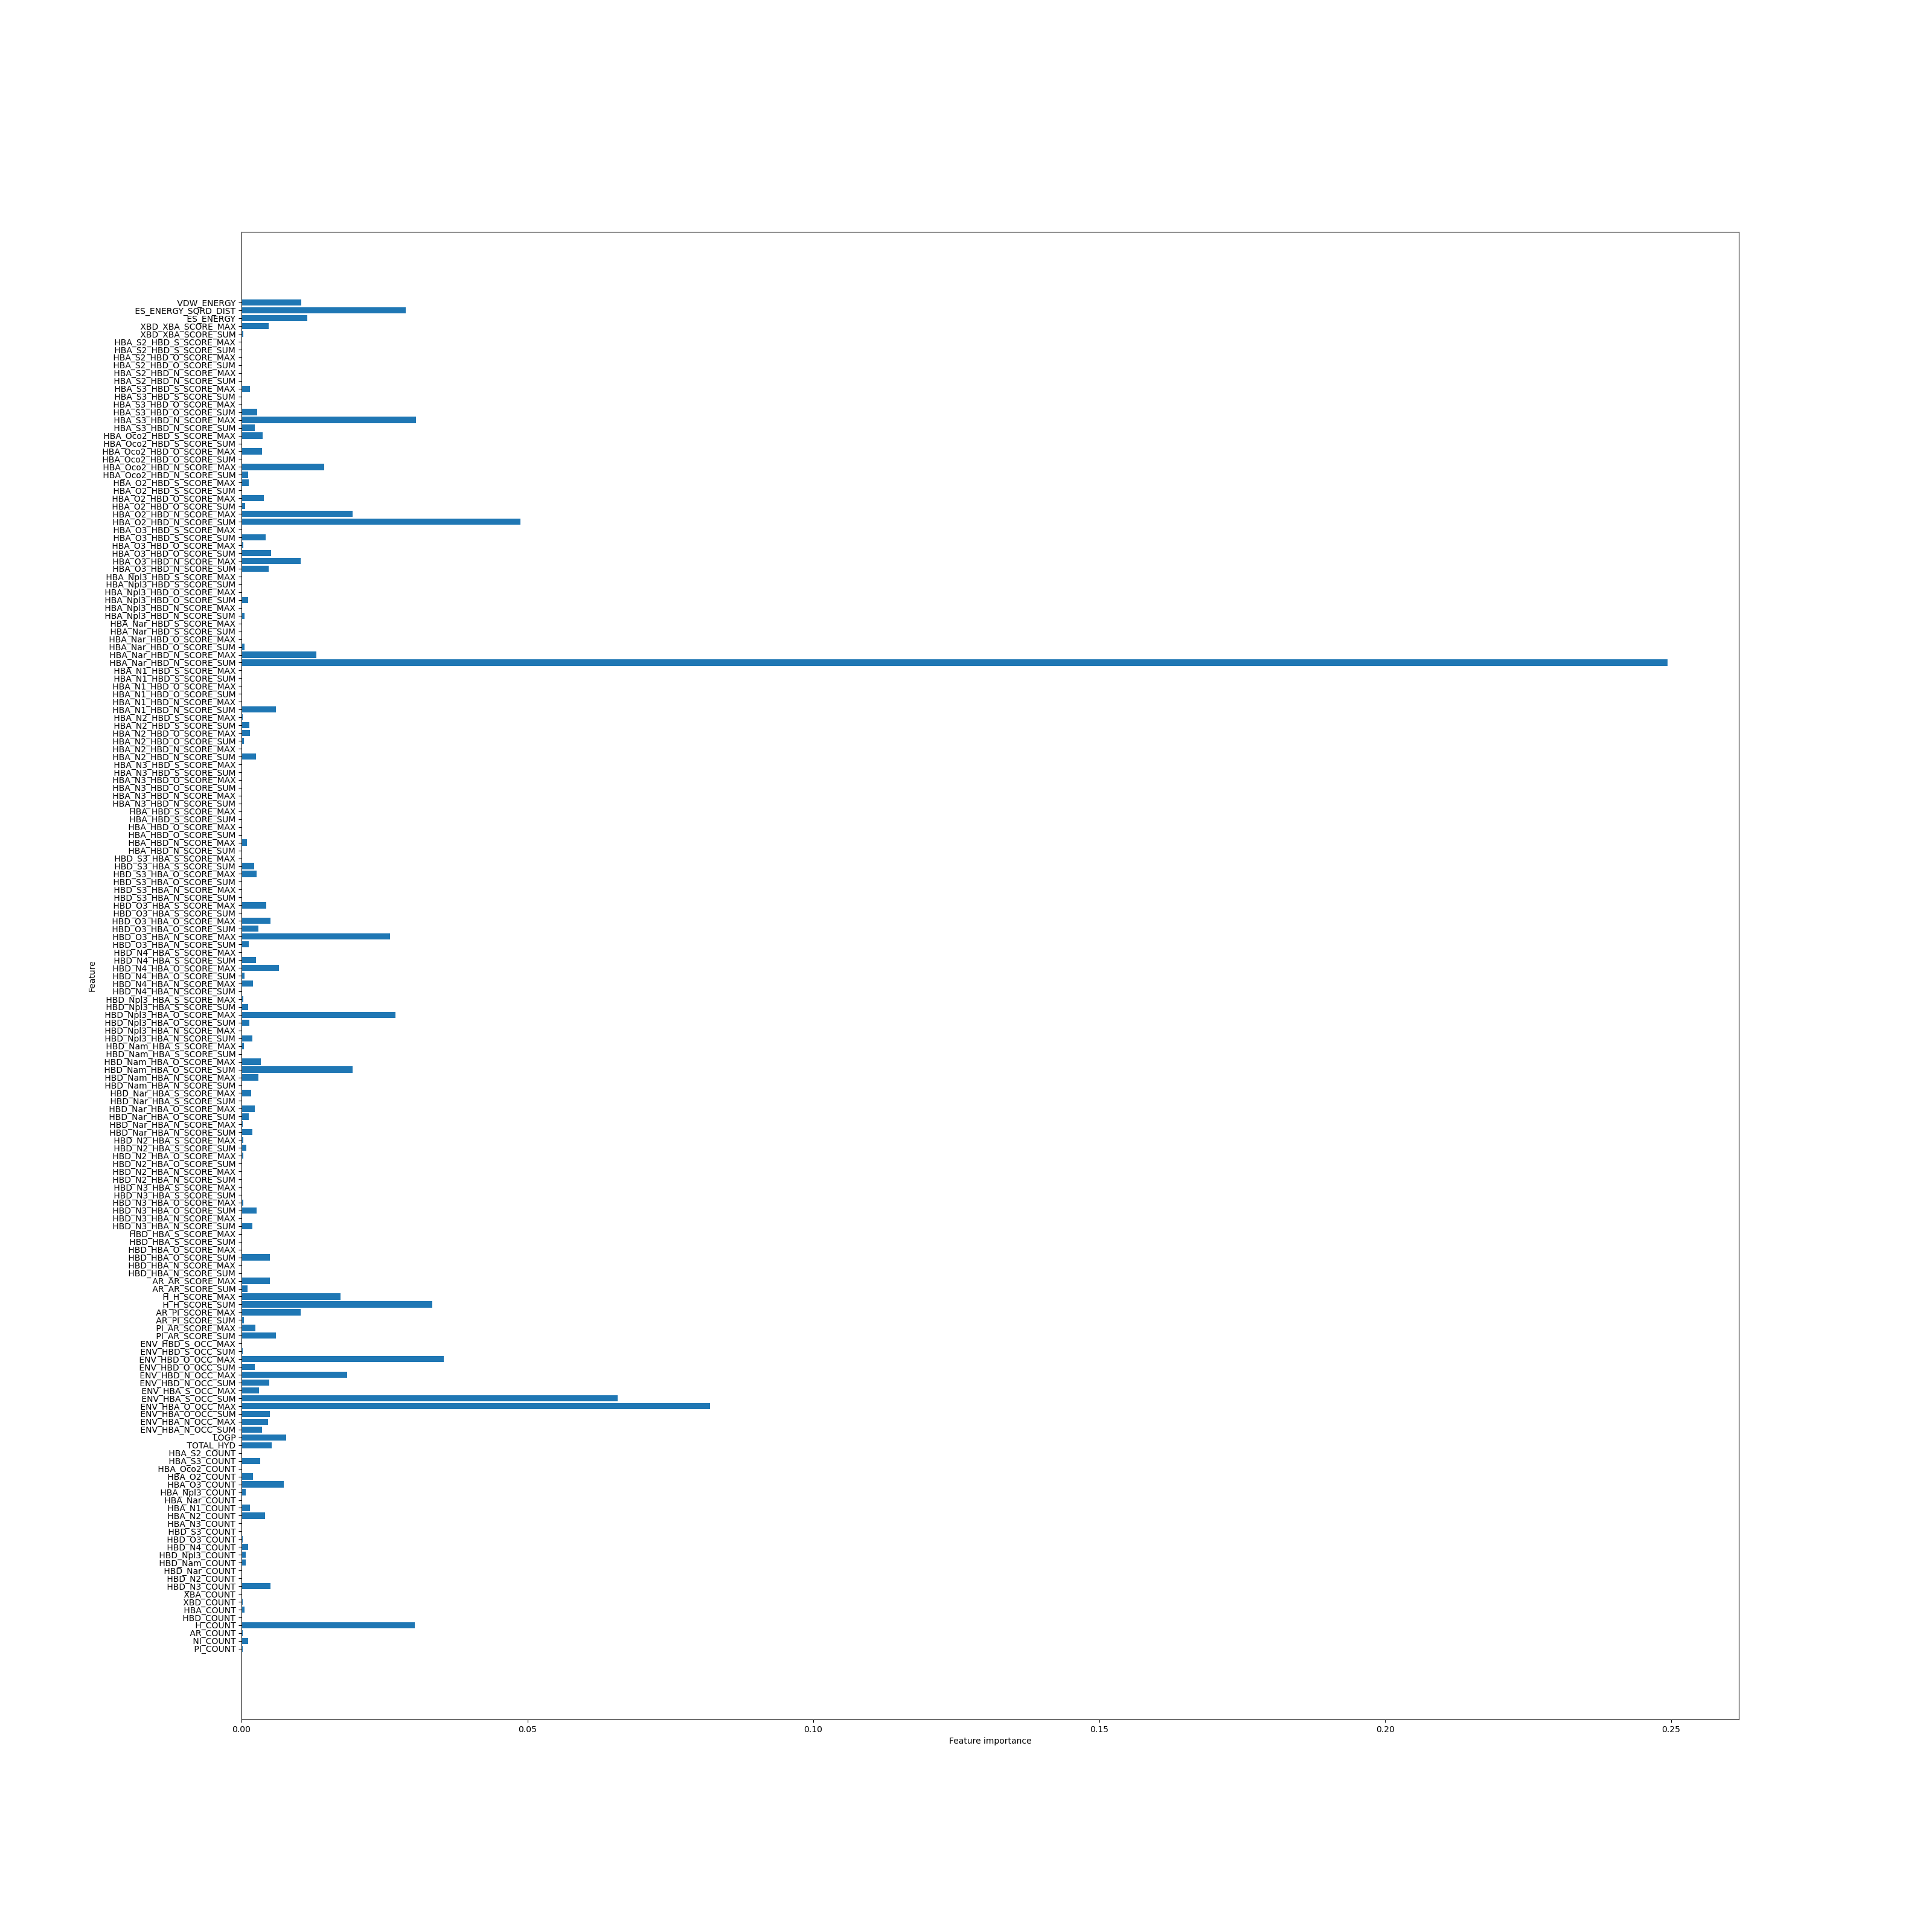 VDW_ENERGY
ES_ENERGY_SQRD_DIST
ES_ENERGY
XBD_XBA_SCORE_MAX
XBD_XBA_SCORE_SUM
HBA_S2_HBD_S_SCORE_MAX
HBA_S2_HBD_S_SCORE_SUM
HBA_S2_HBD_O_SCORE_MAX
HBA_S2_HBD_O_SCORE_SUM
HBA_S2_HBD_N_SCORE_MAX
HBA_S2_HBD_N_SCORE_SUM
HBA_S3_HBD_S_SCORE_MAX
HBA_S3_HBD_S_SCORE_SUM
HBA_S3_HBD_O_SCORE_MAX
HBA_S3_HBD_O_SCORE_SUM
HBA_S3_HBD_N_SCORE_MAX
HBA_S3_HBD_N_SCORE_SUM
HBA_Oco2_HBD_S_SCORE_MAX
HBA_Oco2_HBD_S_SCORE_SUM
HBA_Oco2_HBD_O_SCORE_MAX
HBA_Oco2_HBD_O_SCORE_SUM
HBA_Oco2_HBD_N_SCORE_MAX
HBA_Oco2_HBD_N_SCORE_SUM
HBA_O2_HBD_S_SCORE_MAX
HBA_O2_HBD_S_SCORE_SUM
HBA_O2_HBD_O_SCORE_MAX
HBA_O2_HBD_O_SCORE_SUM
HBA_O2_HBD_N_SCORE_MAX
HBA_O2_HBD_N_SCORE_SUM
HBA_O3_HBD_S_SCORE_MAX
HBA_O3_HBD_S_SCORE_SUM
HBA_O3_HBD_O_SCORE_MAX
HBA_O3_HBD_O_SCORE_SUM
HBA_O3_HBD_N_SCORE_MAX
HBA_O3_HBD_N_SCORE_SUM
HBA_Npl3_HBD_S_SCORE_MAX
HBA_Npl3_HBD_S_SCORE_SUM
HBA_Npl3_HBD_O_SCORE_MAX
HBA_Npl3_HBD_O_SCORE_SUM
HBA_Npl3_HBD_N_SCORE_MAX
HBA_Npl3_HBD_N_SCORE_SUM
HBA_Nar_HBD_S_SCORE_MAX
HBA_Nar_HBD_S_SCORE_SUM
HBA_Nar_HBD_O_SCORE_MAX
HBA_Nar_HBD_O_SCORE_SUM
HBA_Nar_HBD_N_SCORE_MAX
HBA_Nar_HBD_N_SCORE_SUM
HBA_N1_HBD_S_SCORE_MAX
HBA_N1_HBD_S_SCORE_SUM
HBA_N1_HBD_O_SCORE_MAX
HBA_N1_HBD_O_SCORE_SUM
HBA_N1_HBD_N_SCORE_MAX
HBA_N1_HBD_N_SCORE_SUM
HBA_N2_HBD_S_SCORE_MAX
HBA_N2_HBD_S_SCORE_SUM
HBA_N2_HBD_O_SCORE_MAX
HBA_N2_HBD_O_SCORE_SUM
HBA_N2_HBD_N_SCORE_MAX
HBA_N2_HBD_N_SCORE_SUM
HBA_N3_HBD_S_SCORE_MAX
HBA_N3_HBD_S_SCORE_SUM
HBA_N3_HBD_O_SCORE_MAX
HBA_N3_HBD_O_SCORE_SUM
HBA_N3_HBD_N_SCORE_MAX
HBA_N3_HBD_N_SCORE_SUM
HBA_HBD_S_SCORE_MAX
HBA_HBD_S_SCORE_SUM
HBA_HBD_O_SCORE_MAX
HBA_HBD_O_SCORE_SUM
HBA_HBD_N_SCORE_MAX
HBA_HBD_N_SCORE_SUM
HBD_S3_HBA_S_SCORE_MAX
HBD_S3_HBA_S_SCORE_SUM
HBD_S3_HBA_O_SCORE_MAX
HBD_S3_HBA_O_SCORE_SUM
HBD_S3_HBA_N_SCORE_MAX
HBD_S3_HBA_N_SCORE_SUM
HBD_O3_HBA_S_SCORE_MAX
HBD_O3_HBA_S_SCORE_SUM
HBD_O3_HBA_O_SCORE_MAX
HBD_O3_HBA_O_SCORE_SUM
HBD_O3_HBA_N_SCORE_MAX
HBD_O3_HBA_N_SCORE_SUM
HBD_N4_HBA_S_SCORE_MAX
HBD_N4_HBA_S_SCORE_SUM
HBD_N4_HBA_O_SCORE_MAX
HBD_N4_HBA_O_SCORE_SUM
HBD_N4_HBA_N_SCORE_MAX
HBD_N4_HBA_N_SCORE_SUM
HBD_Npl3_HBA_S_SCORE_MAX
HBD_Npl3_HBA_S_SCORE_SUM
HBD_Npl3_HBA_O_SCORE_MAX
HBD_Npl3_HBA_O_SCORE_SUM
HBD_Npl3_HBA_N_SCORE_MAX
HBD_Npl3_HBA_N_SCORE_SUM
HBD_Nam_HBA_S_SCORE_MAX
HBD_Nam_HBA_S_SCORE_SUM
HBD_Nam_HBA_O_SCORE_MAX
HBD_Nam_HBA_O_SCORE_SUM
HBD_Nam_HBA_N_SCORE_MAX
HBD_Nam_HBA_N_SCORE_SUM
HBD_Nar_HBA_S_SCORE_MAX
HBD_Nar_HBA_S_SCORE_SUM
HBD_Nar_HBA_O_SCORE_MAX
HBD_Nar_HBA_O_SCORE_SUM
HBD_Nar_HBA_N_SCORE_MAX
HBD_Nar_HBA_N_SCORE_SUM
HBD_N2_HBA_S_SCORE_MAX
HBD_N2_HBA_S_SCORE_SUM
HBD_N2_HBA_O_SCORE_MAX
HBD_N2_HBA_O_SCORE_SUM
HBD_N2_HBA_N_SCORE_MAX
HBD_N2_HBA_N_SCORE_SUM
HBD_N3_HBA_S_SCORE_MAX
HBD_N3_HBA_S_SCORE_SUM
HBD_N3_HBA_O_SCORE_MAX
HBD_N3_HBA_O_SCORE_SUM
HBD_N3_HBA_N_SCORE_MAX
HBD_N3_HBA_N_SCORE_SUM
HBD_HBA_S_SCORE_MAX
HBD_HBA_S_SCORE_SUM
HBD_HBA_O_SCORE_MAX
HBD_HBA_O_SCORE_SUM
HBD_HBA_N_SCORE_MAX
HBD_HBA_N_SCORE_SUM
AR_AR_SCORE_MAX
AR_AR_SCORE_SUM
H_H_SCORE_MAX
H_H_SCORE_SUM
AR_PI_SCORE_MAX
AR_PI_SCORE_SUM
PI_AR_SCORE_MAX
PI_AR_SCORE_SUM
ENV_HBD_S_OCC_MAX
ENV_HBD_S_OCC_SUM
ENV_HBD_O_OCC_MAX
ENV_HBD_O_OCC_SUM
ENV_HBD_N_OCC_MAX
ENV_HBD_N_OCC_SUM
ENV_HBA_S_OCC_MAX
ENV_HBA_S_OCC_SUM
ENV_HBA_O_OCC_MAX
ENV_HBA_O_OCC_SUM
ENV_HBA_N_OCC_MAX
ENV_HBA_N_OCC_SUM
LOGP
TOTAL_HYD
HBA_S2_COUNT
HBA_S3_COUNT
HBA_Oco2_COUNT
HBA_O2_COUNT
HBA_O3_COUNT
HBA_Npl3_COUNT
HBA_Nar_COUNT
HBA_N1_COUNT
HBA_N2_COUNT
HBA_N3_COUNT
HBD_S3_COUNT
HBD_O3_COUNT
HBD_N4_COUNT
HBD_Npl3_COUNT
HBD_Nam_COUNT
HBD_Nar_COUNT
HBD_N2_COUNT
HBD_N3_COUNT
XBA_COUNT
XBD_COUNT
HBA_COUNT
HBD_COUNT
H_COUNT
AR_COUNT
NI_COUNT
PI_COUNT
Feature
0.00 0.05 0.10 0.15 0.20 0.25
Feature importance